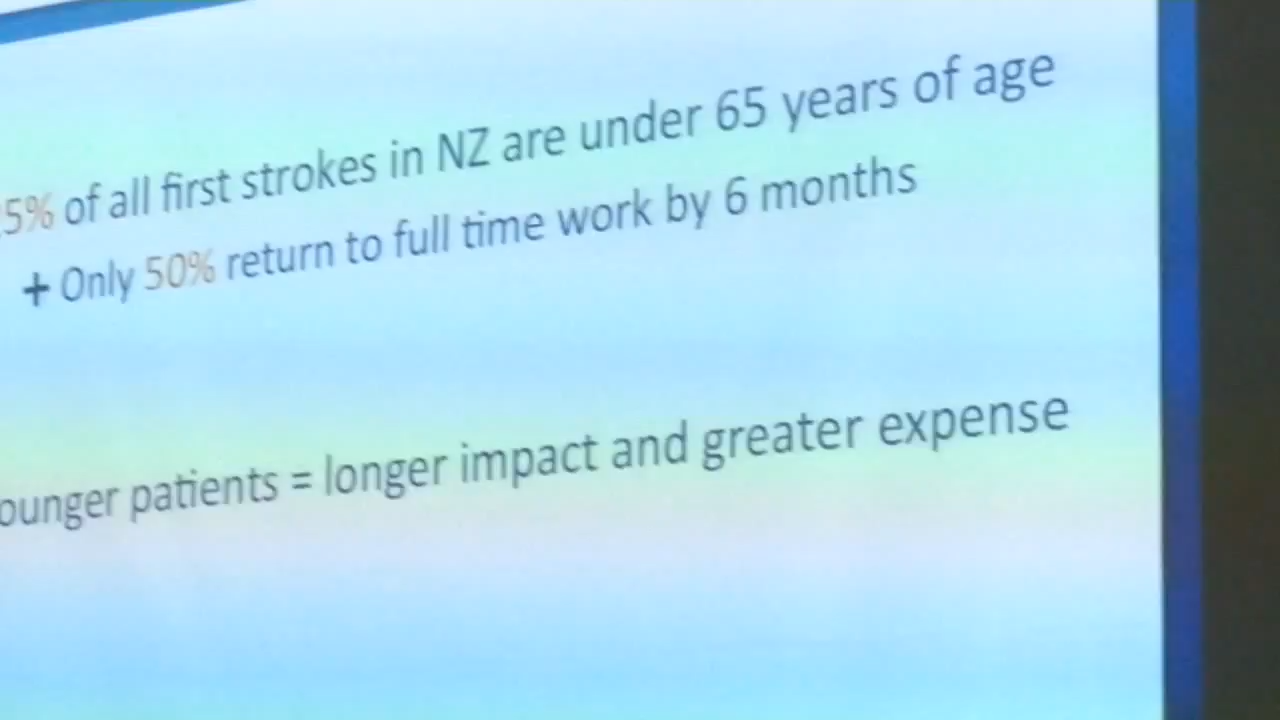 5% of all first strokes in NZ are under 65 years of age
+ Only 50% return to full time work by 6 months
ounger patients = longer impact and greater expense